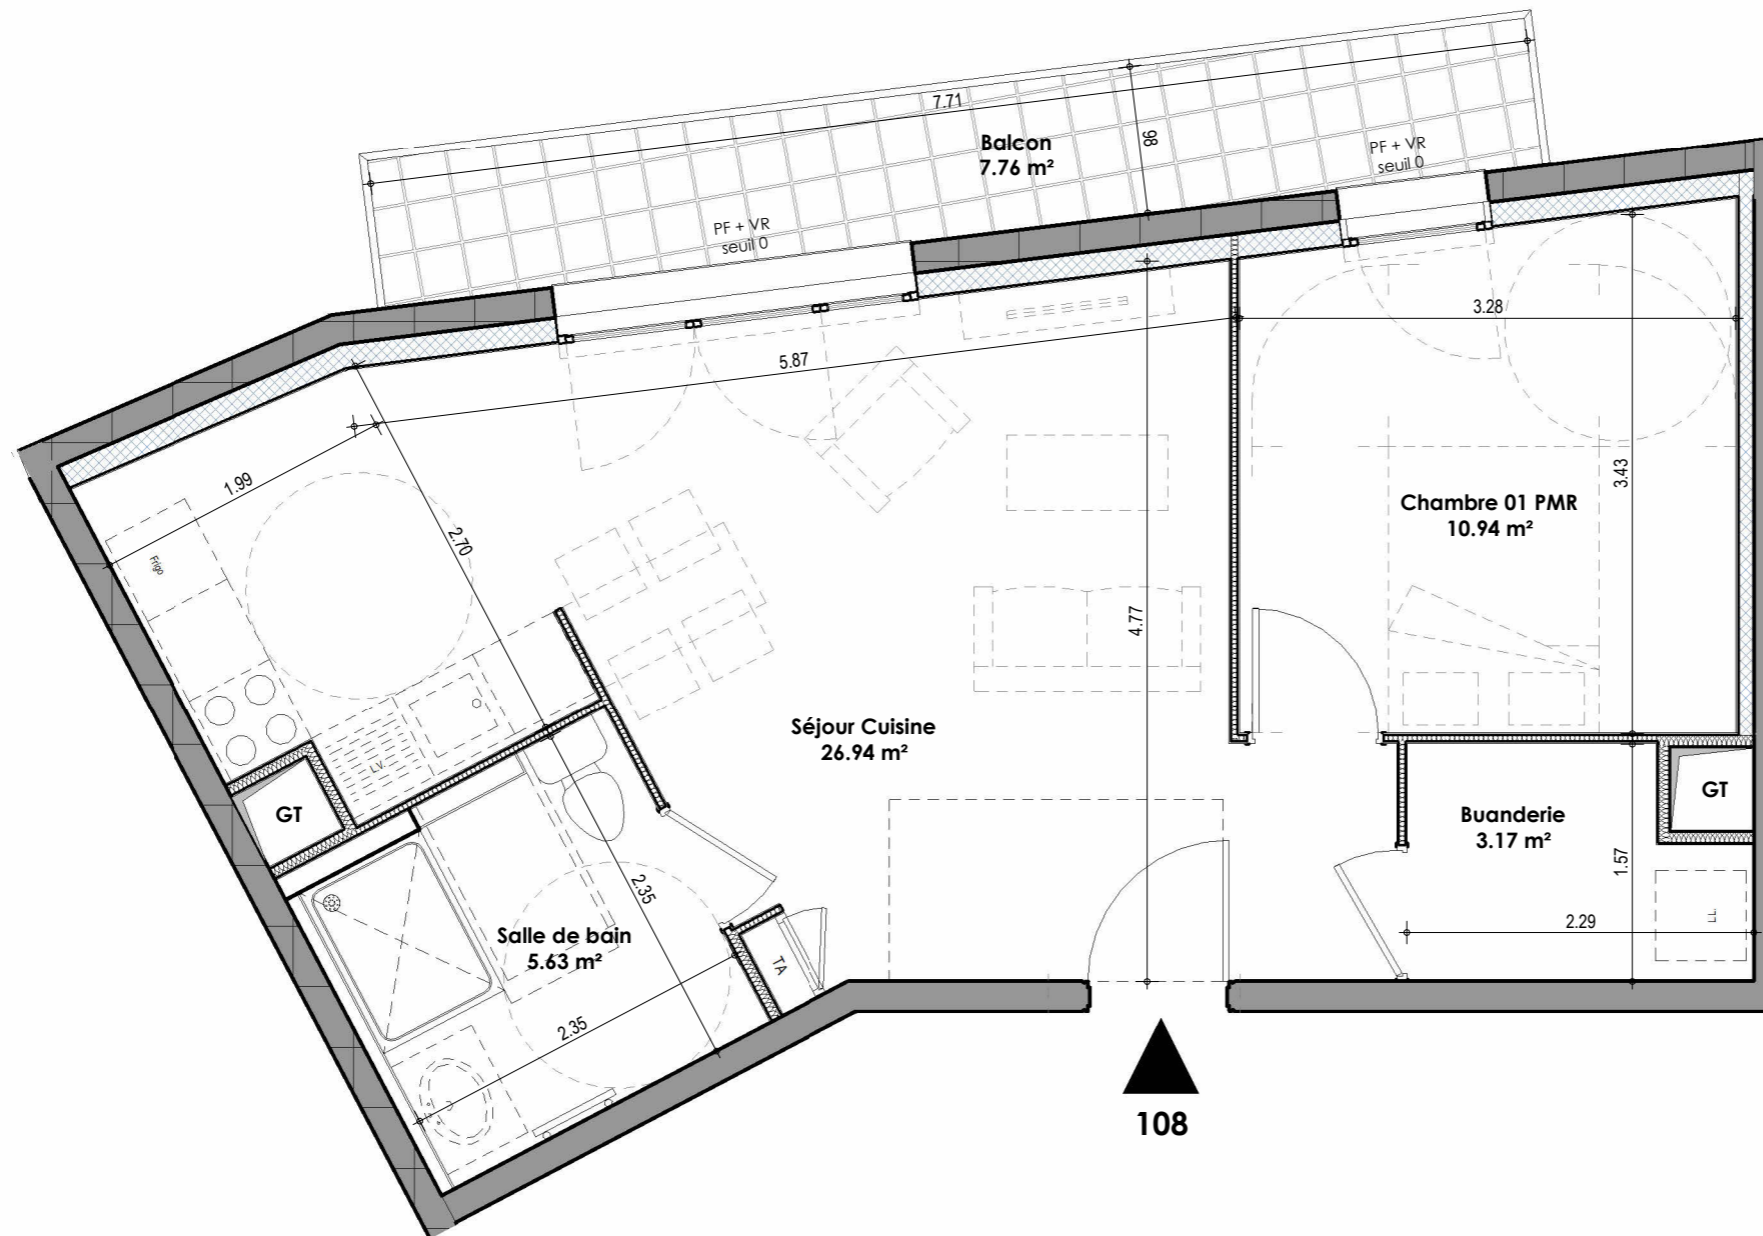 7.71
98
Balcon
7.76 m²
PF + VR
seuil 0
PF + VR
seuil 0
3.28
5.87
1.99
2.70
3.43
Chambre 01 PMR
10.94 m²
Frigo
4.77
Séjour Cuisine
26.94 m²
LV
GT
GT
Buanderie
3.17 m²
1.57
2.35
2.29
LL
Salle de bain
5.63 m²
TA
2.35
108